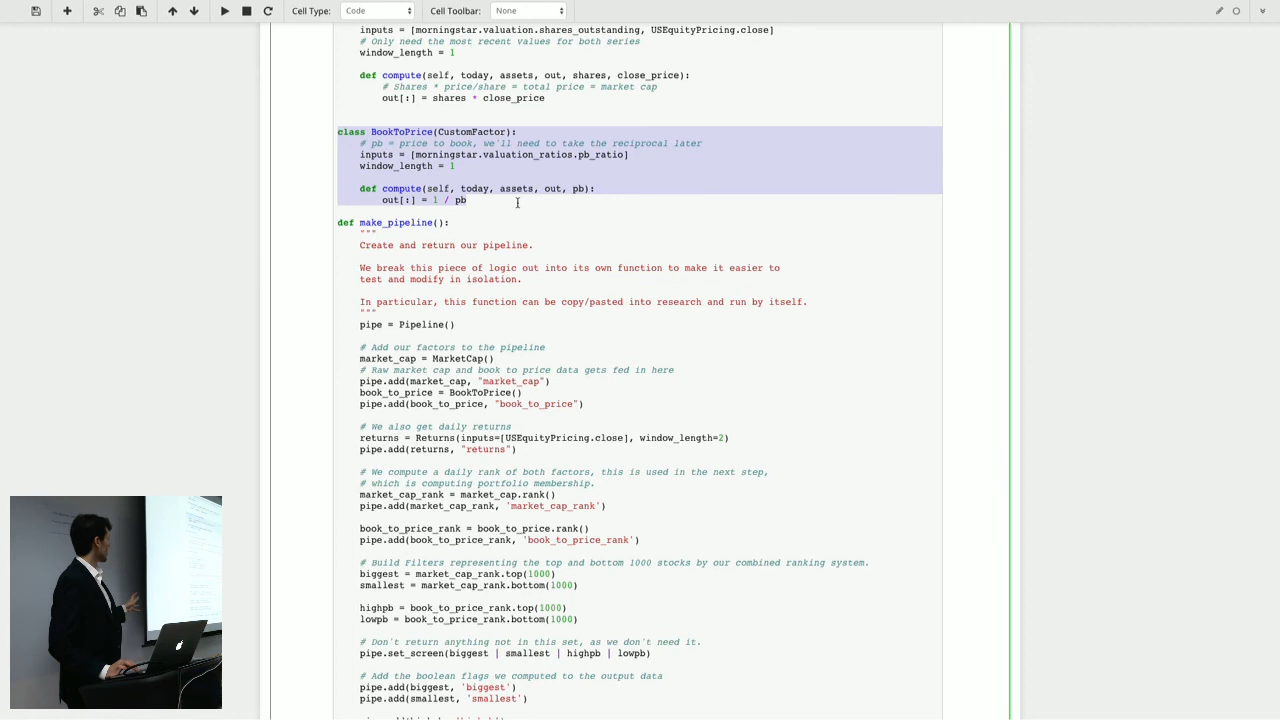 Cell Type:
Code
Cell Toolbar:
None
inputs = [morningstar.valuation.shares_outstanding, USEquityPricing.close]
# Only need the most recent values for both series
window_length = 1
def compute(self, today, assets, out, shares, close_price):
# Shares * price/share = total price = market cap
out[:] = shares * close_price
class BookToPrice(CustomFactor):
# pb = price to book, we'll need to take the reciprocal later
inputs = [morningstar.valuation_ratios.pb_ratio]
window_length = 1
def compute(self, today, assets, out, pb):
out[:] = 1 / pb
def make_pipeline():
"""
Create and return our pipeline.
We break this piece of logic out into its own function to make it easier to
test and modify in isolation.
In particular, this function can be copy/pasted into research and run by itself.
"""
pipe = Pipeline()
# Add our factors to the pipeline
market_cap = MarketCap()
# Raw market cap and book to price data gets fed in here
pipe.add(market_cap, "market_cap")
book_to_price = BookToPrice()
pipe.add(book_to_price, "book_to_price")
# We also get daily returns
returns = Returns(inputs=[USEquityPricing.close], window_length=2)
pipe.add(returns, "returns")
# We compute a daily rank of both factors, this is used in the next step,
# which is computing portfolio membership.
market_cap_rank = market_cap.rank()
pipe.add(market_cap_rank, 'market_cap_rank')
book_to_price_rank = book_to_price.rank()
pipe.add(book_to_price_rank, 'book_to_price_rank')
# Build Filters representing the top and bottom 1000 stocks by our combined ranking system.
biggest = market_cap_rank.top(1000)
smallest = market_cap_rank.bottom(1000)
highpb = book_to_price_rank.top(1000)
lowpb = book_to_price_rank.bottom(1000)
# Don't return anything not in this set, as we don't need it.
pipe.set_screen(biggest | smallest | highpb | lowpb)
# Add the boolean flags we computed to the output data
pipe.add(biggest, 'biggest')
pipe.add(smallest, 'smallest')